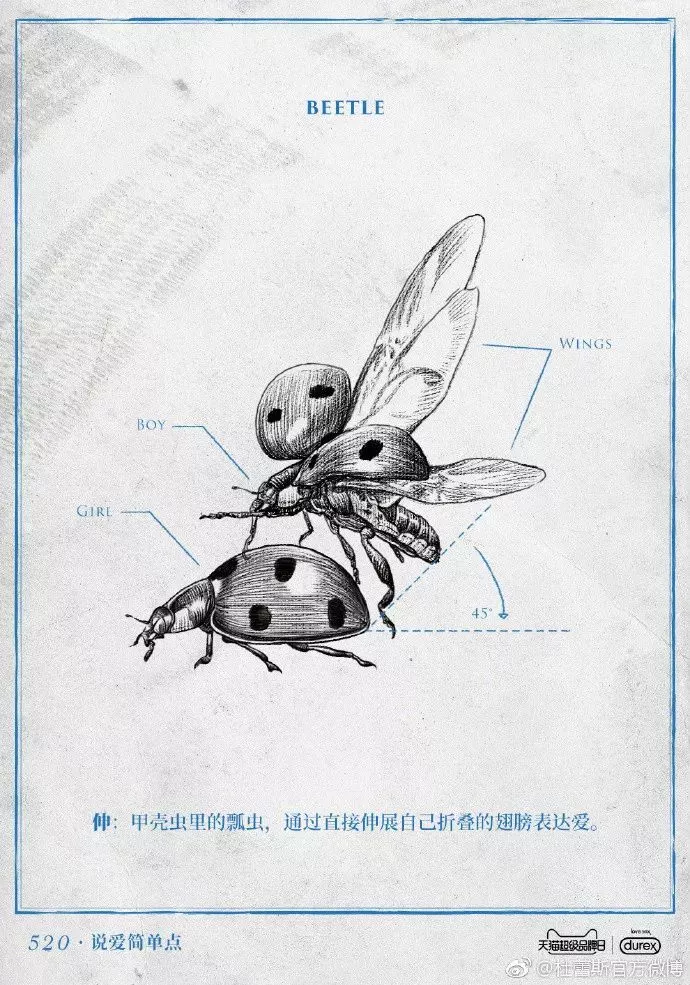 BEETLE
WINGS
BOY
GIRL
45°
伸：甲壳虫里的瓢虫，通过直接伸展自己折叠的翅膀表达爱。
520·说爱简单点
love sex
天猫超级品牌日 durex
@杜蕾斯官方微博